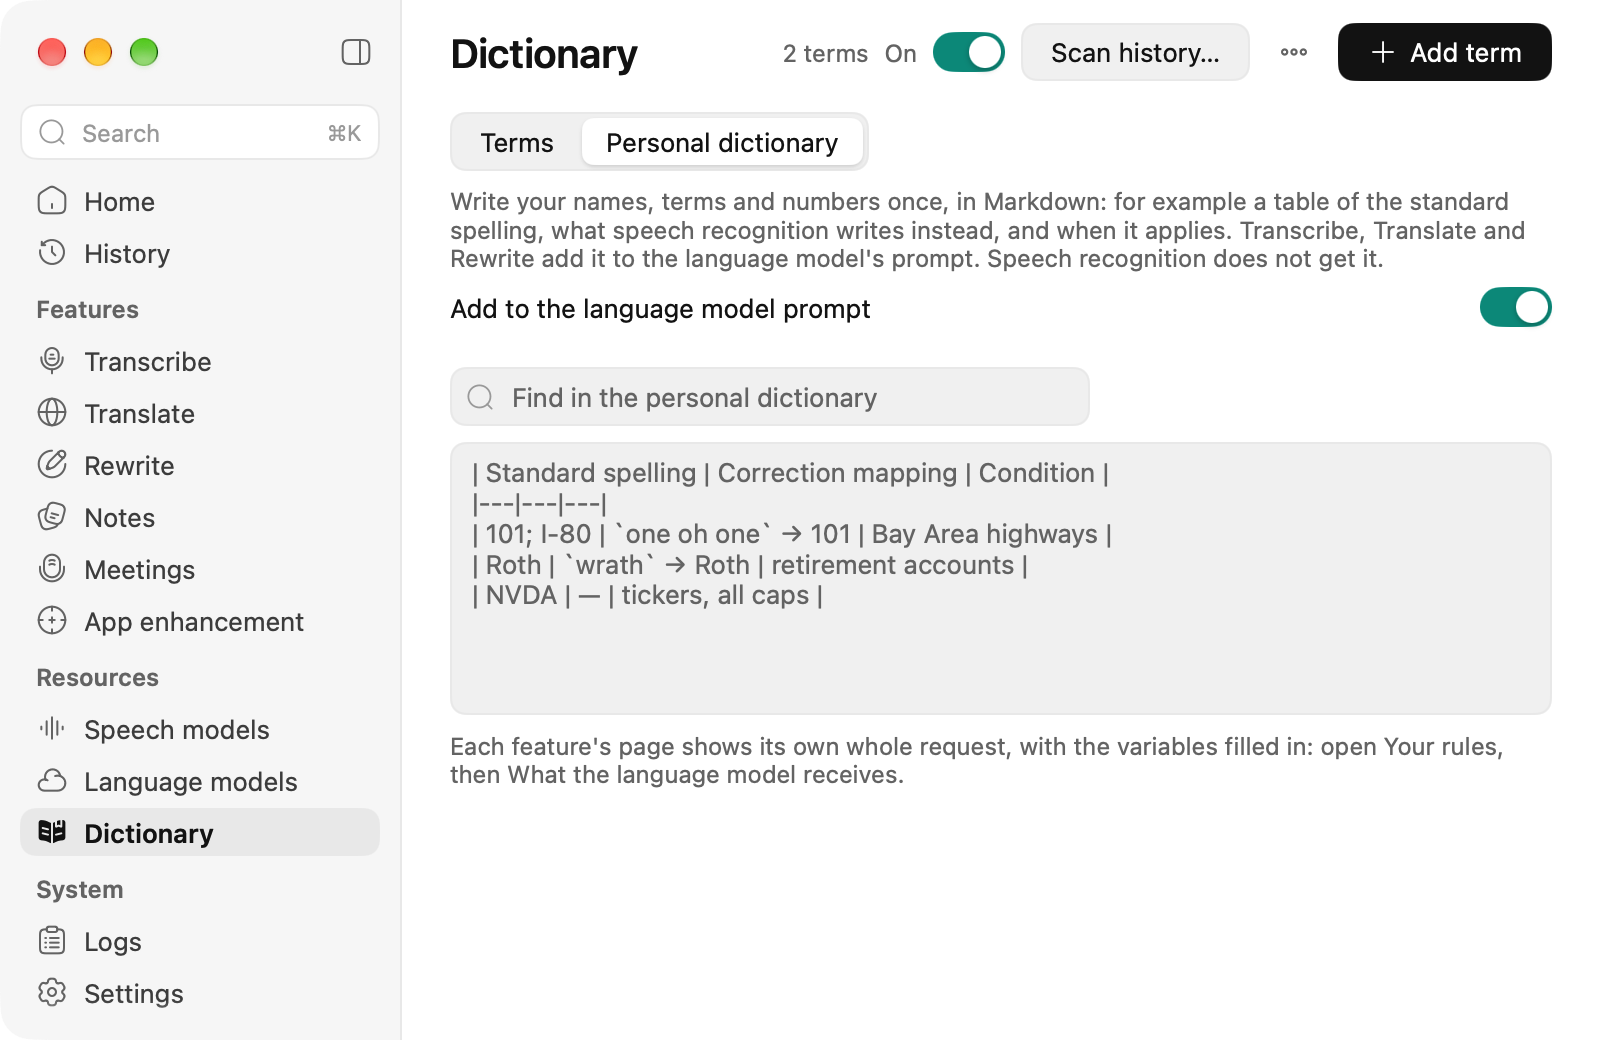 Search ⌘K
Home
History
Features
Transcribe
Translate
Rewrite
Notes
Meetings
App enhancement
Resources
Speech models
Language models
Dictionary
System
Logs
Settings
Dictionary
2 terms On
Scan history...
Add term
Terms
Personal dictionary
Write your names, terms and numbers once, in Markdown: for example a table of the standard
spelling, what speech recognition writes instead, and when it applies. Transcribe, Translate and
Rewrite add it to the language model's prompt. Speech recognition does not get it.
Add to the language model prompt
Find in the personal dictionary
| Standard spelling | Correction mapping | Condition |
|---|---|---|
| 101; I-80 | `one oh one` → 101 | Bay Area highways |
| Roth | `wrath` → Roth | retirement accounts |
| NVDA | — | tickers, all caps |
Each feature's page shows its own whole request, with the variables filled in: open Your rules,
then What the language model receives.